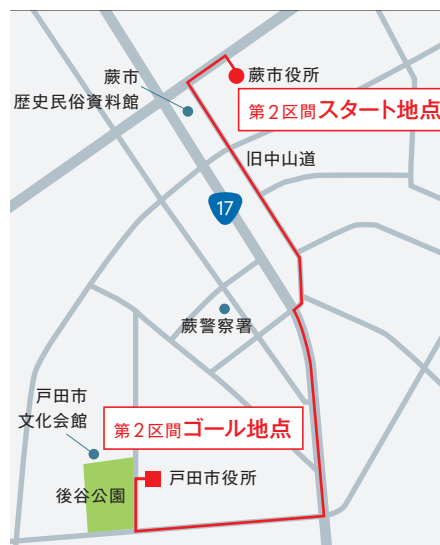 蕨市
歴史民俗資料館
蕨市役所
第2区間スタート地点
旧中山道
17
蕨警察署
戸田市
文化会館
第2区間ゴール地点
戸田市役所
後谷公園